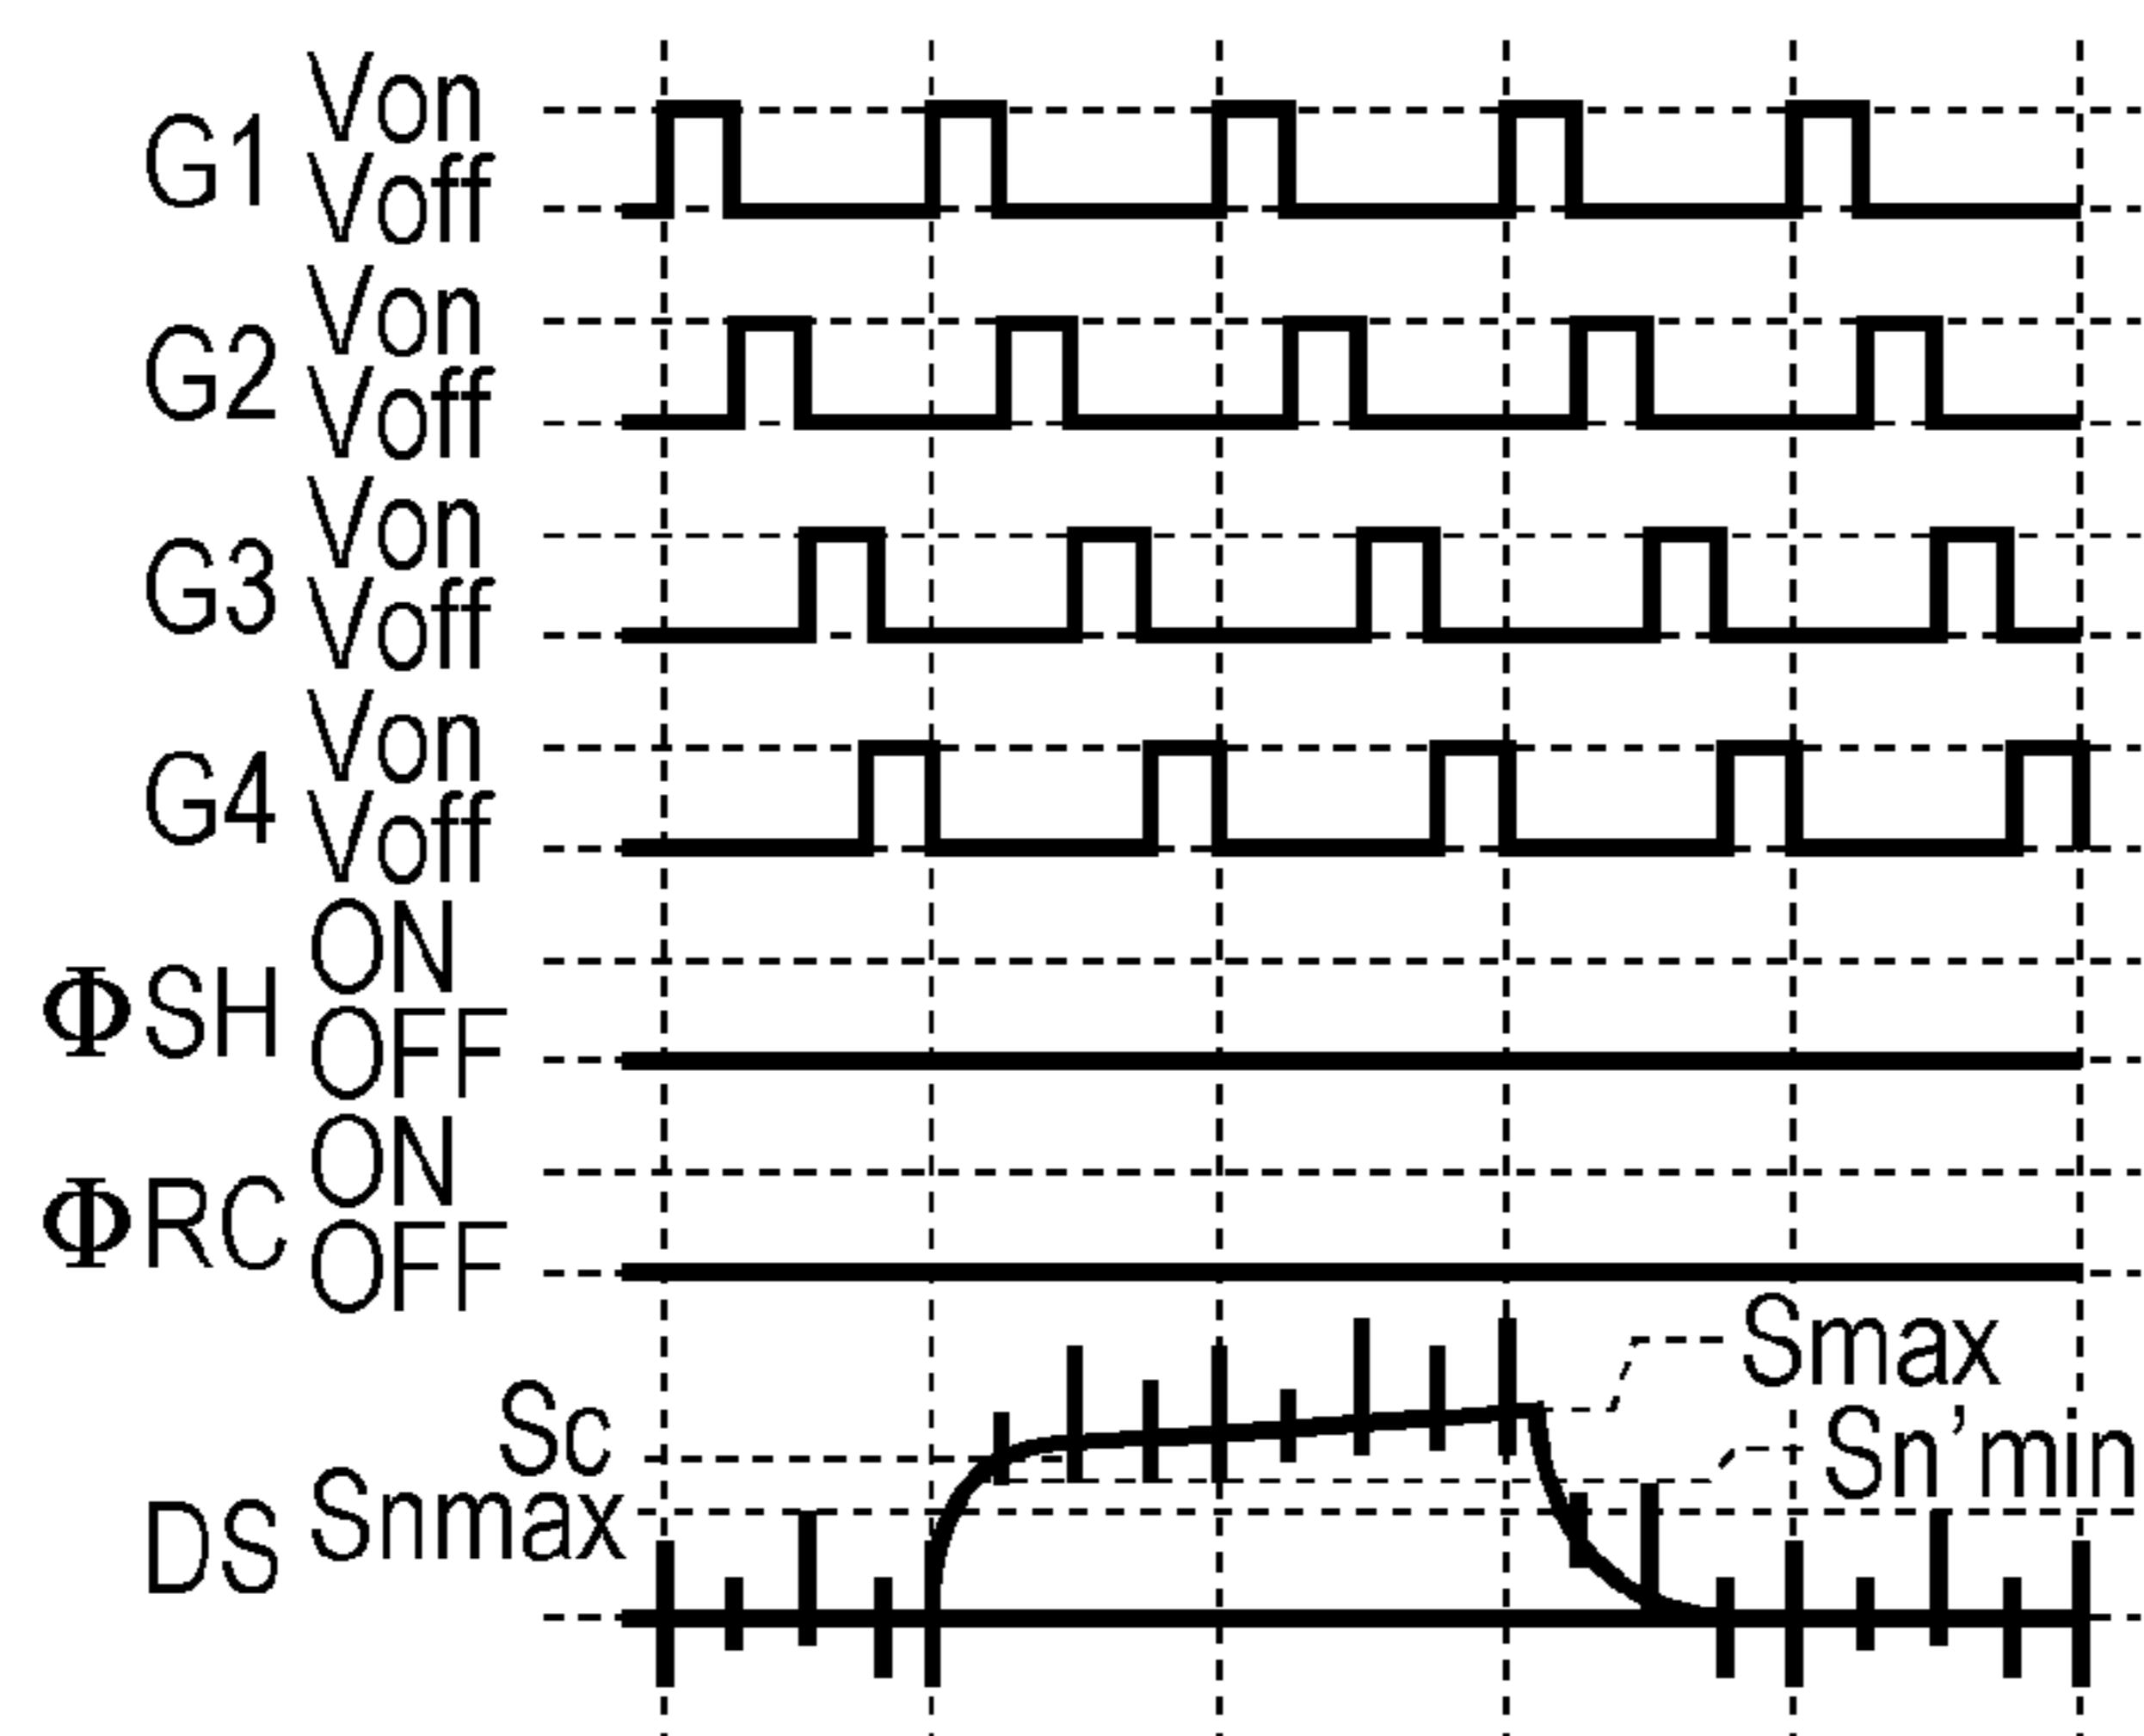 G1 Von
Voff
G2 Von
Voff
G3 Von
Voff
G4 Von
Voff
ΦSH ON
OFF
ΦRC ON
OFF
Smax
Sc
Sn'min
Snmax
DS